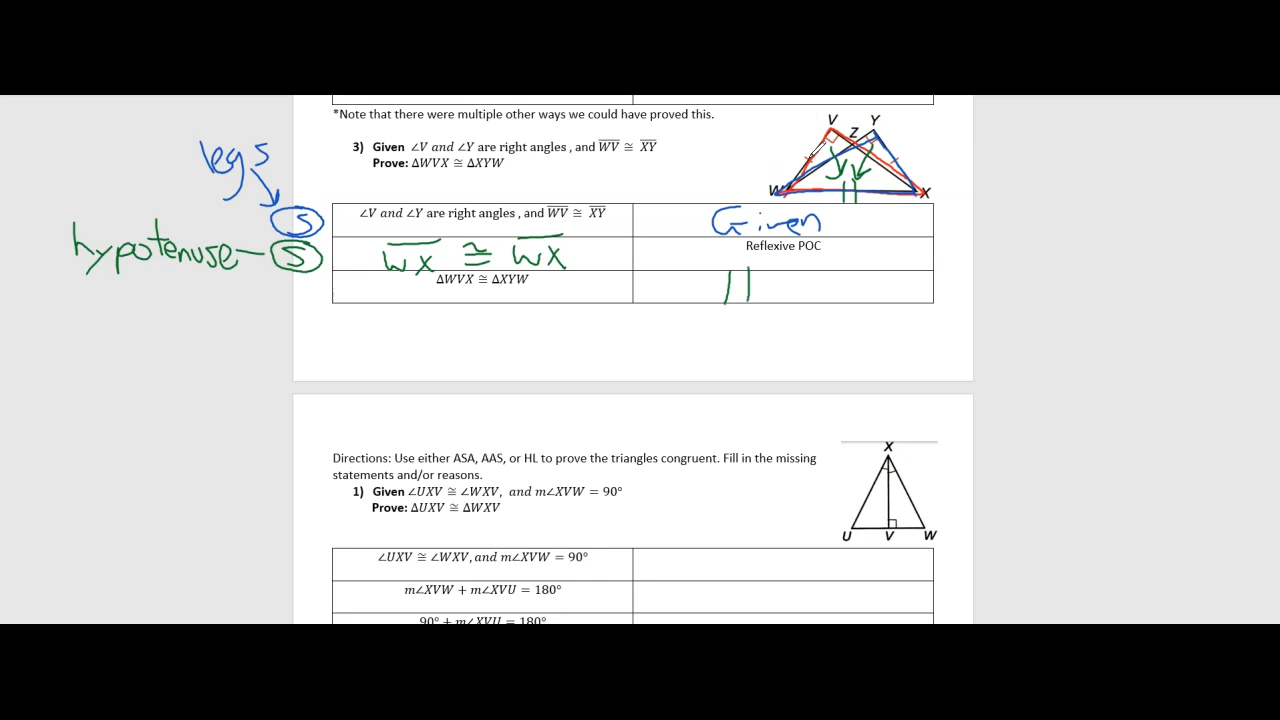 *Note that there were multiple other ways we could have proved this.
V
Y
Z
3) Given ∠V and ∠Y are right angles , and W̅V̅ ≅ X̅Y̅
Prove: ΔWVX ≅ ΔXYW
W
X
legs
S
∠V and ∠Y are right angles , and W̅V̅ ≅ X̅Y̅
Given
hypotenuse
S
W̅X̅ ≅ W̅X̅
Reflexive POC
ΔWVX ≅ ΔXYW
Directions: Use either ASA, AAS, or HL to prove the triangles congruent. Fill in the missing
statements and/or reasons.
1) Given ∠UXV ≅ ∠WXV, and m∠XVW = 90°
Prove: ΔUXV ≅ ΔWXV
X
U V W
∠UXV ≅ ∠WXV, and m∠XVW = 90°
m∠XVW + m∠XVU = 180°
90° + m∠XVU = 180°